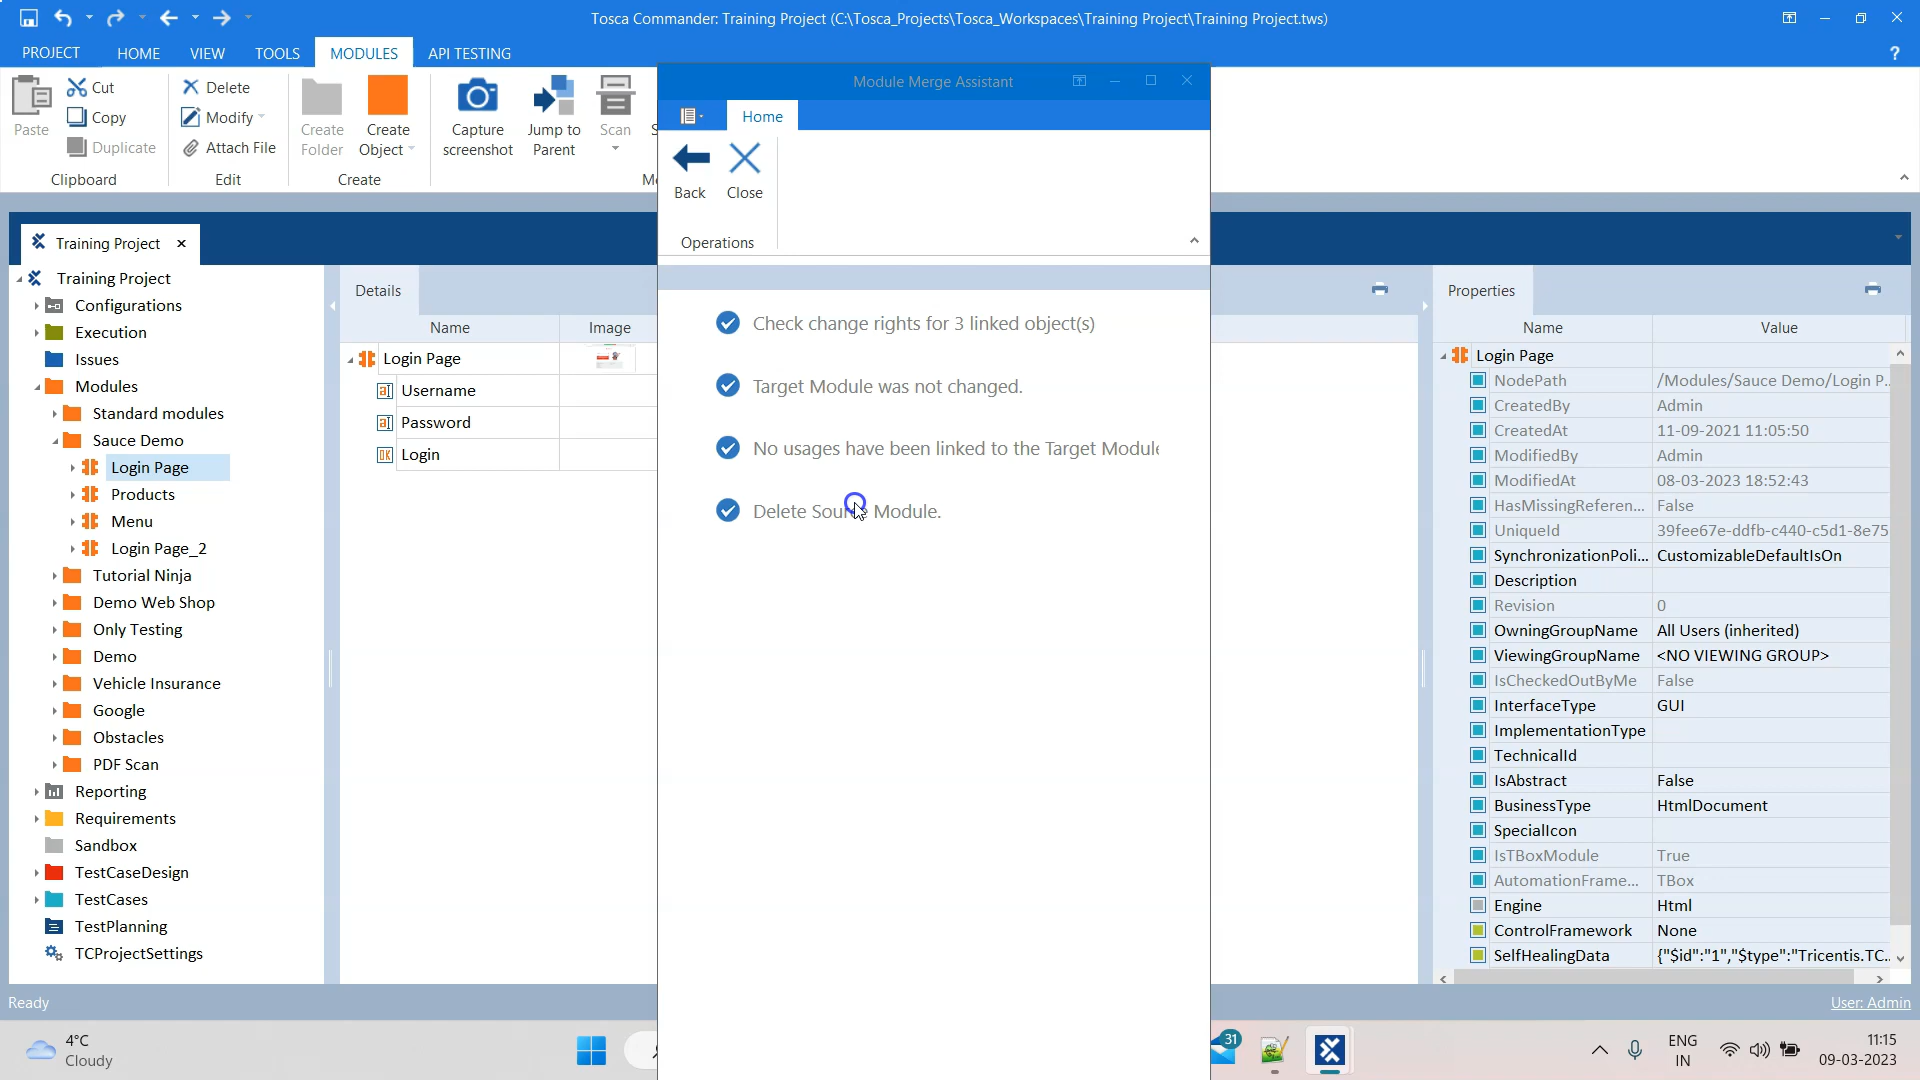 Tosca Commander: Training Project (C:\Tosca_Projects\Tosca_Workspaces\Training Project\Training Project.tws)
PROJECT HOME VIEW TOOLS MODULES API TESTING
Paste
Cut
Copy
Duplicate
Clipboard
Delete
Modify
Attach File
Edit
Create Folder
Create Object
Create
Capture screenshot
Jump to Parent
Scan
Module Merge Assistant
Home
Back
Close
Operations
Check change rights for 3 linked object(s)
Target Module was not changed.
No usages have been linked to the Target Module
Delete Source Module.
Training Project
Training Project
Configurations
Execution
Issues
Modules
Standard modules
Sauce Demo
Login Page
Products
Menu
Login Page_2
Tutorial Ninja
Demo Web Shop
Only Testing
Demo
Vehicle Insurance
Google
Obstacles
PDF Scan
Reporting
Requirements
Sandbox
TestCaseDesign
TestCases
TestPlanning
TCProjectSettings
Details
Name Image
Login Page
Username
Password
Login
Properties
Name Value
Login Page
NodePath /Modules/Sauce Demo/Login P...
CreatedBy Admin
CreatedAt 11-09-2021 11:05:50
ModifiedBy Admin
ModifiedAt 08-03-2023 18:52:43
HasMissingReferen... False
UniqueId 39fee67e-ddfb-c440-c5d1-8e75
SynchronizationPoli... CustomizableDefaultIsOn
Description
Revision 0
OwningGroupName All Users (inherited)
ViewingGroupName <NO VIEWING GROUP>
IsCheckedOutByMe False
InterfaceType GUI
ImplementationType
TechnicalId
IsAbstract False
BusinessType HtmlDocument
SpecialIcon
IsTBoxModule True
AutomationFrame... TBox
Engine Html
ControlFramework None
SelfHealingData {"$id":"1","$type":"Tricentis.TC...
Ready
User: Admin
4°C
Cloudy
31
ENG
IN
11:15
09-03-2023